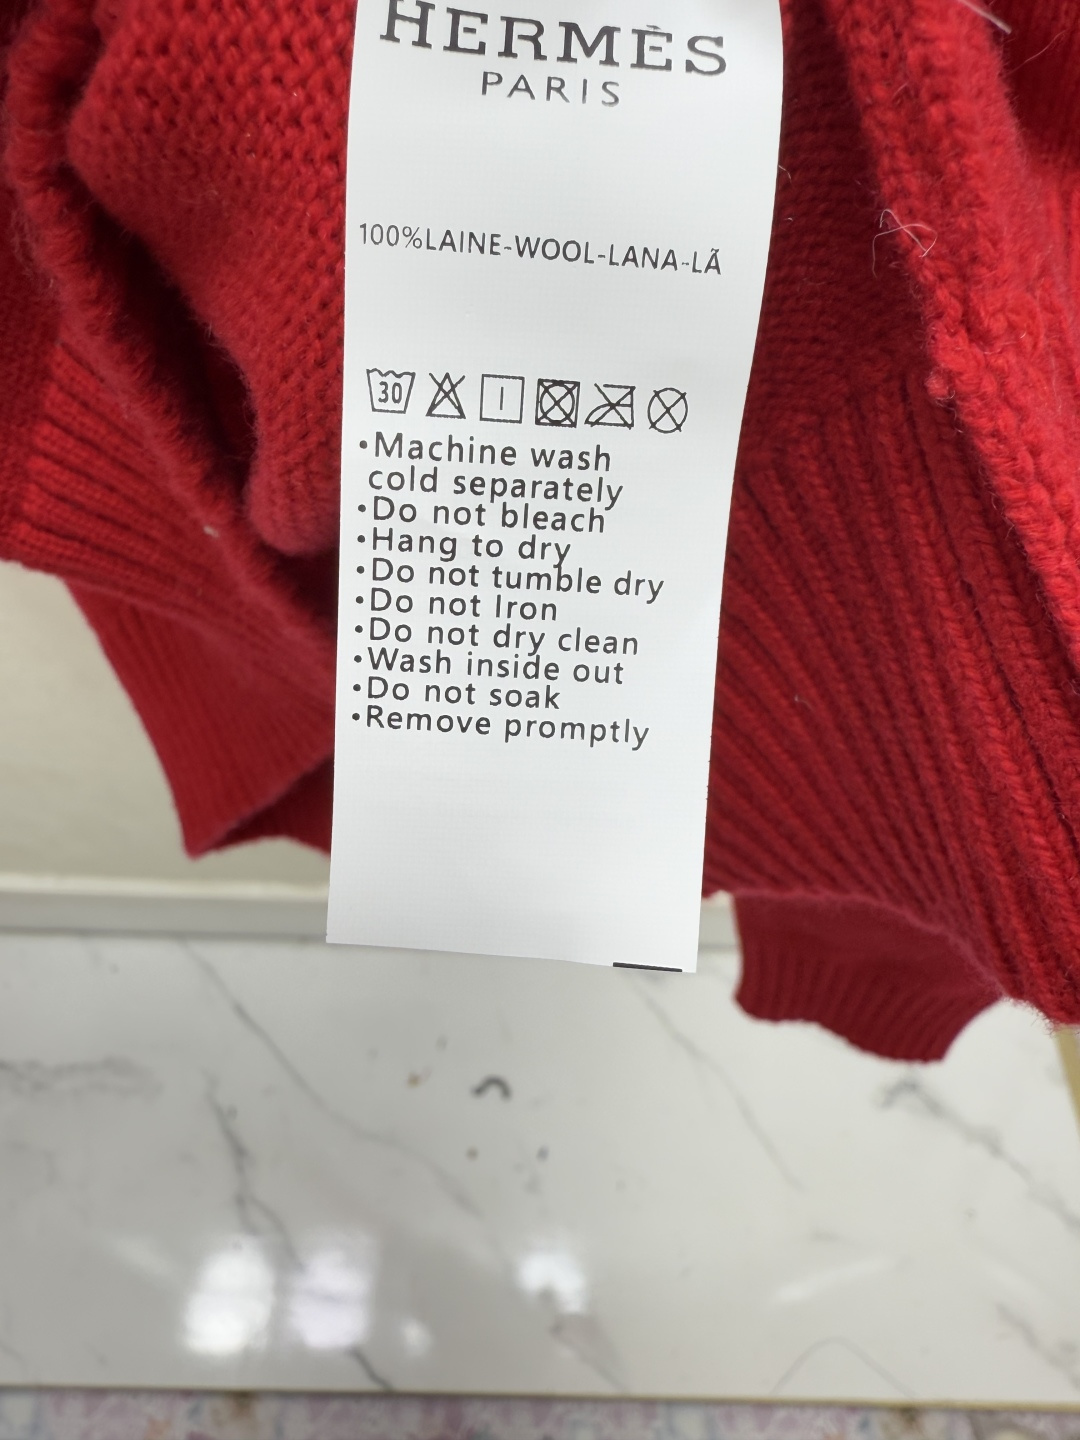 HERMÈS
PARIS
100%LAINE-WOOL-LANA-LÃ
30
•Machine wash
cold separately
•Do not bleach
•Hang to dry
•Do not tumble dry
•Do not Iron
•Do not dry clean
•Wash inside out
•Do not soak
•Remove promptly